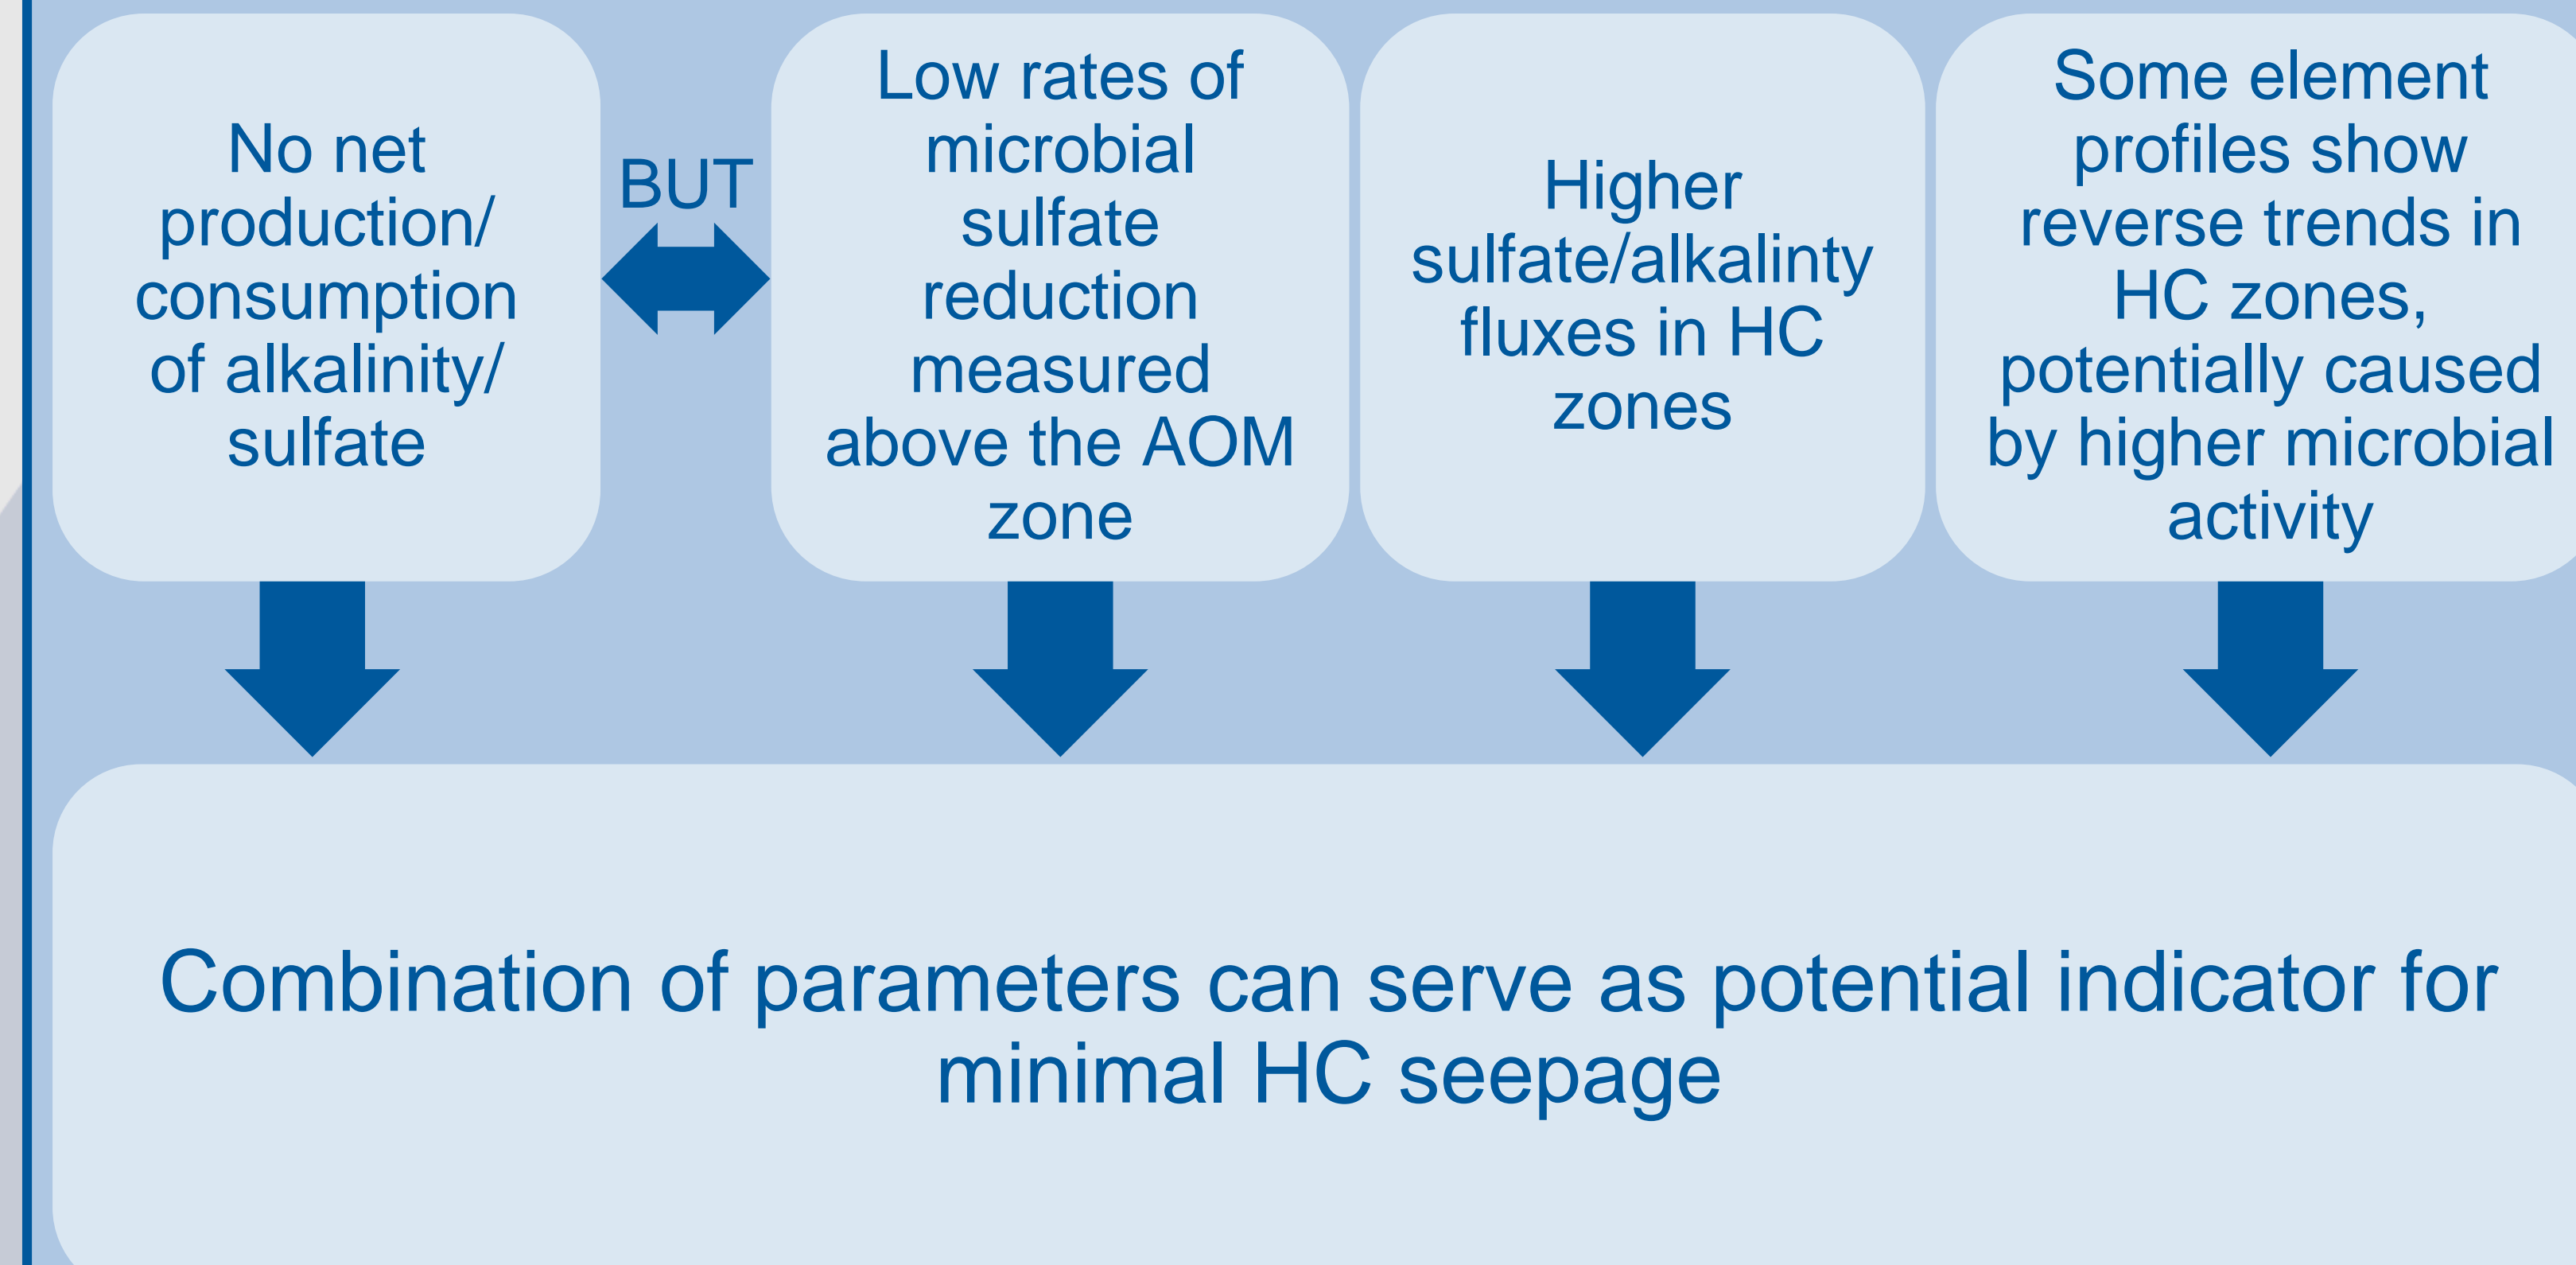 No net
production/
consumption
of alkalinity/
sulfate
BUT
Low rates of
microbial
sulfate
reduction
measured
above the AOM
zone
Higher
sulfate/alkalinty
fluxes in HC
zones
Some element
profiles show
reverse trends in
HC zones,
potentially caused
by higher microbial
activity
Combination of parameters can serve as potential indicator for
minimal HC seepage